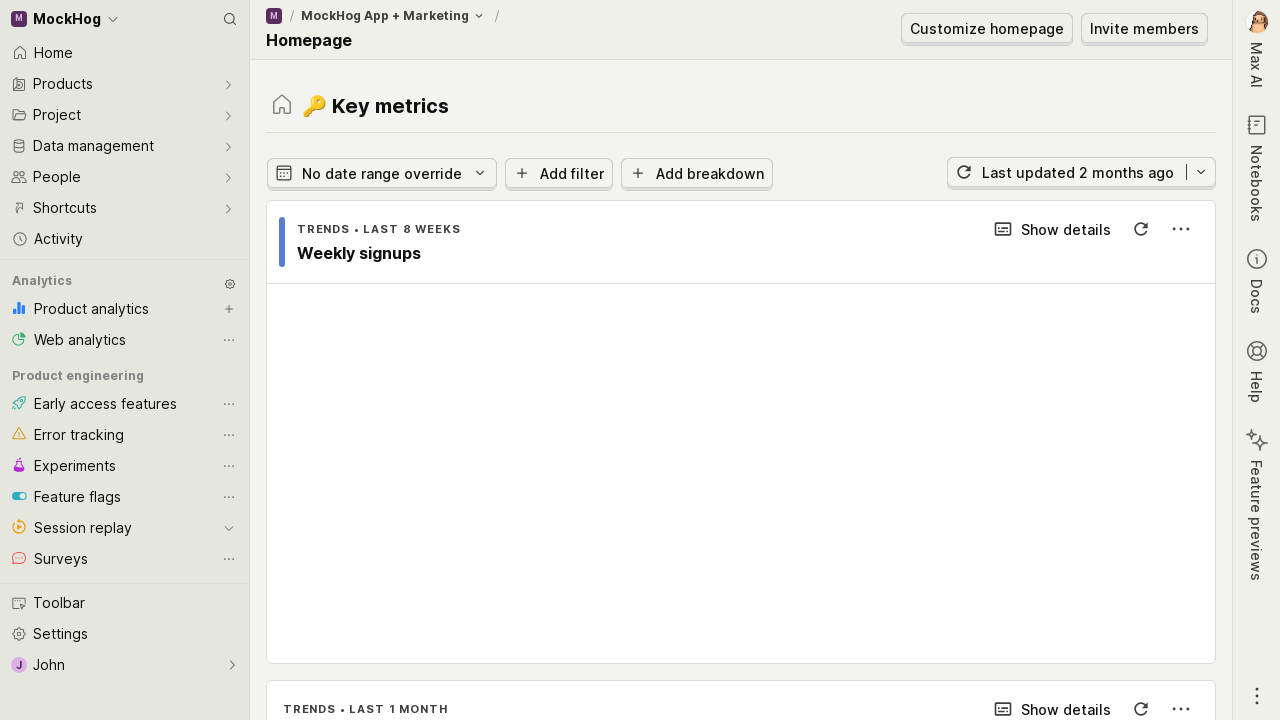 M MockHog
Home
Products
Project
Data management
People
Shortcuts
Activity
Analytics
Product analytics
Web analytics
Product engineering
Early access features
Error tracking
Experiments
Feature flags
Session replay
Surveys
Toolbar
Settings
J John
M / MockHog App + Marketing /
Homepage
Customize homepage
Invite members
🔑 Key metrics
No date range override
Add filter
Add breakdown
Last updated 2 months ago
TRENDS • LAST 8 WEEKS
Show details
Weekly signups
TRENDS • LAST 1 MONTH
Show details
Max AI
Notebooks
Docs
Help
Feature previews